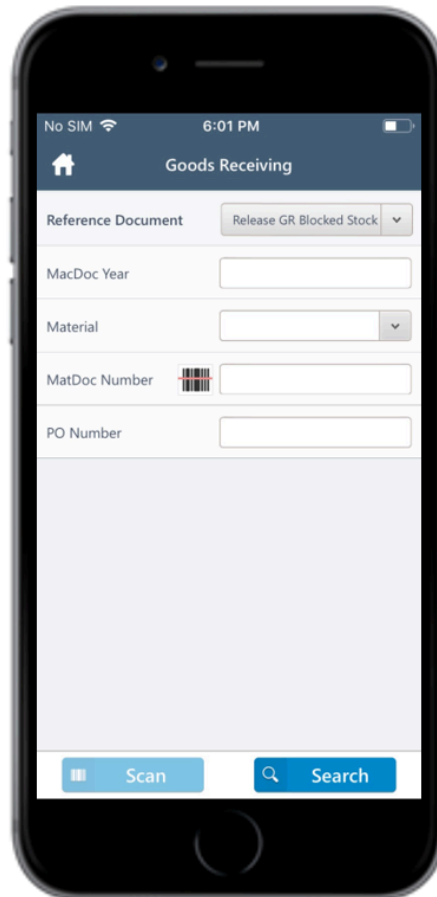 No SIM 6:01 PM
Goods Receiving
Reference Document Release GR Blocked Stock
MacDoc Year
Material
MatDoc Number
PO Number
Scan Search